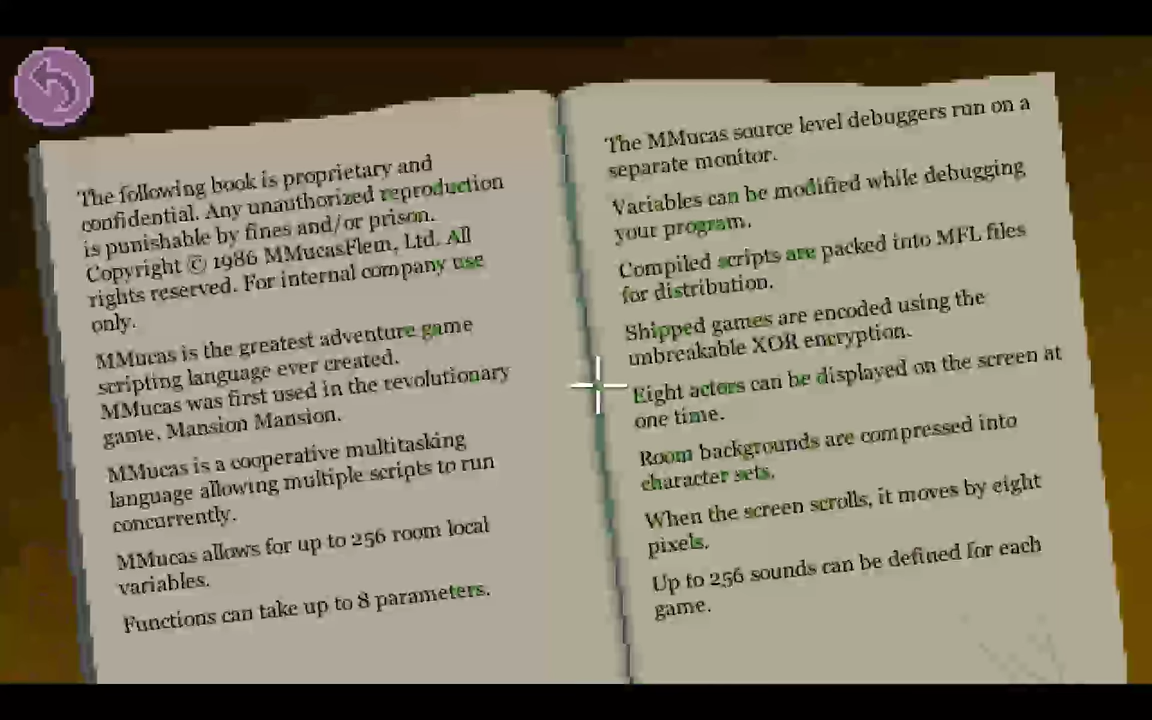 The following book is proprietary and
confidential. Any unauthorized reproduction
is punishable by fines and/or prison.
Copyright © 1986 MMucasFlem, Ltd. All
rights reserved. For internal company use
only.
MMucas is the greatest adventure game
scripting language ever created.
MMucas was first used in the revolutionary
game, Mansion Mansion.
MMucas is a cooperative multitasking
language allowing multiple scripts to run
concurrently.
MMucas allows for up to 256 room local
variables.
Functions can take up to 8 parameters.
The MMucas source level debuggers run on a
separate monitor.
Variables can be modified while debugging
your program.
Compiled scripts are packed into MFL files
for distribution.
Shipped games are encoded using the
unbreakable XOR encryption.
Eight actors can be displayed on the screen at
one time.
Room backgrounds are compressed into
character sets.
When the screen scrolls, it moves by eight
pixels.
Up to 256 sounds can be defined for each
game.